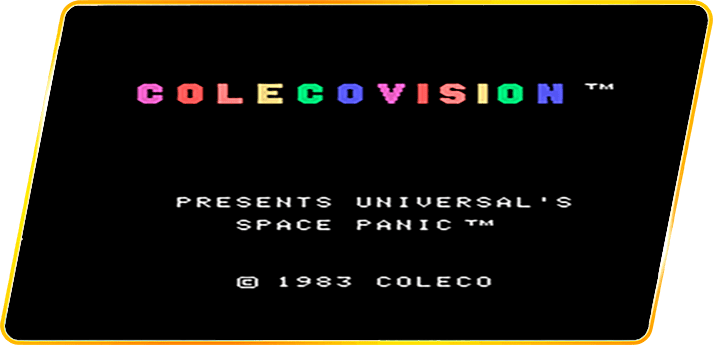 COLECOVISION™
PRESENTS UNIVERSAL'S
SPACE PANIC™
© 1983 COLECO